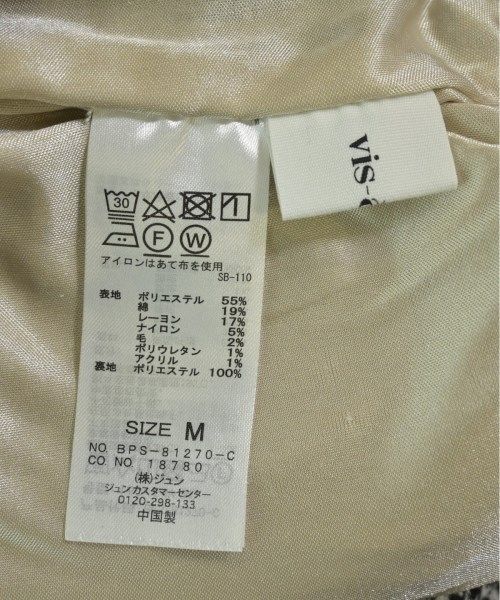 vis-
30
F W
アイロンはあて布を使用
SB-110
表地 ポリエステル 55%
綿 19%
レーヨン 17%
ナイロン 5%
毛 2%
ポリウレタン 1%
アクリル 1%
裏地 ポリエステル 100%
SIZE M
NO. BPS-81270-C
CO. NO. 18780
(株)ジュン
ジュンカスタマーセンター
0120-298-133
中国製